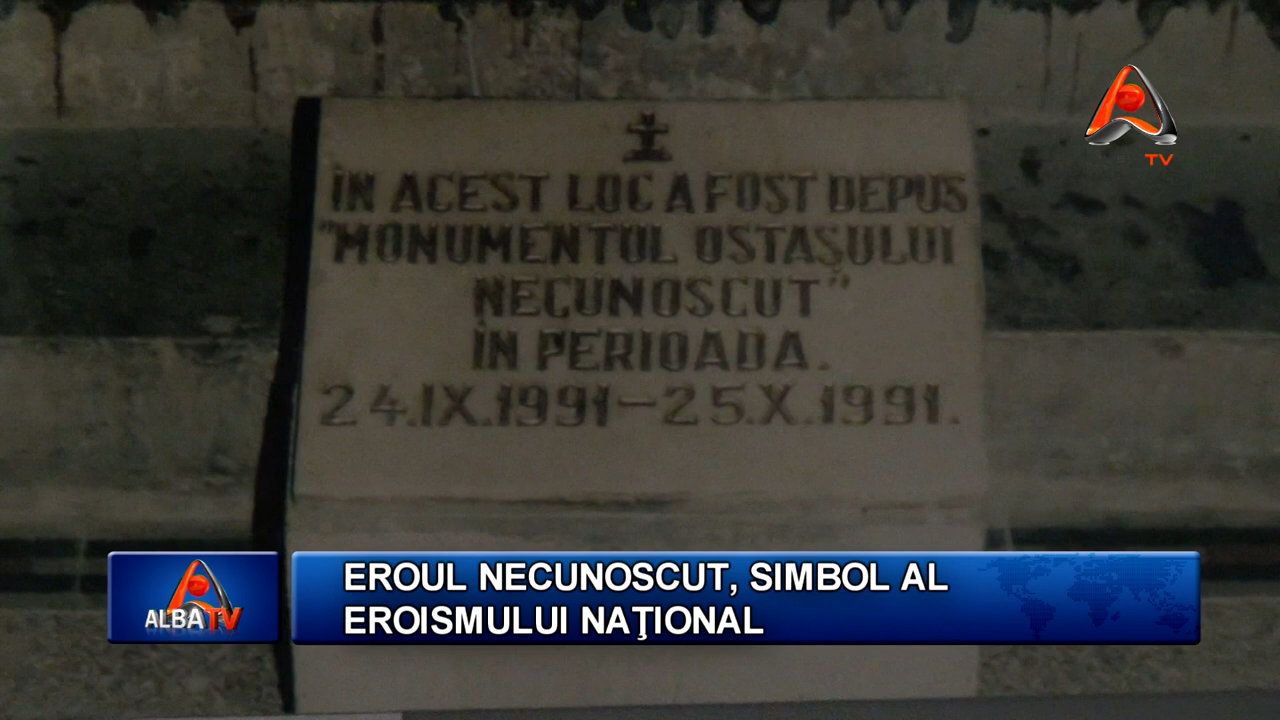 TV
ÎN ACEST LOC A FOST DEPUS
"MONUMENTUL OSTAŞULUI
NECUNOSCUT"
ÎN PERIOADA.
24.IX.1991–25.X.1991.
ALBA TV
EROUL NECUNOSCUT, SIMBOL AL
EROISMULUI NAŢIONAL